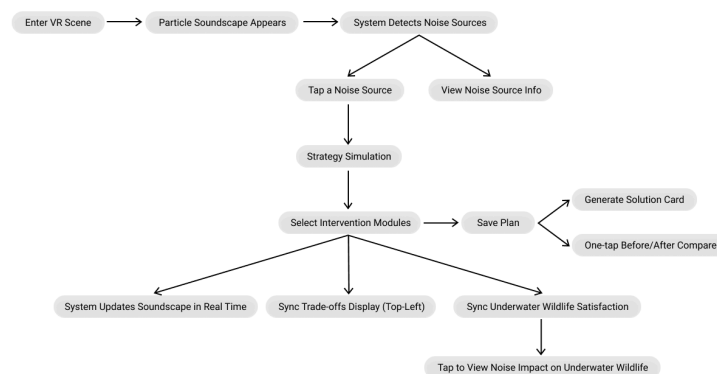 Enter VR Scene
Particle Soundscape Appears
System Detects Noise Sources
Tap a Noise Source
View Noise Source Info
Strategy Simulation
Generate Solution Card
Select Intervention Modules
Save Plan
One-tap Before/After Compare
System Updates Soundscape in Real Time
Sync Trade-offs Display (Top-Left)
Sync Underwater Wildlife Satisfaction
Tap to View Noise Impact on Underwater Wildlife